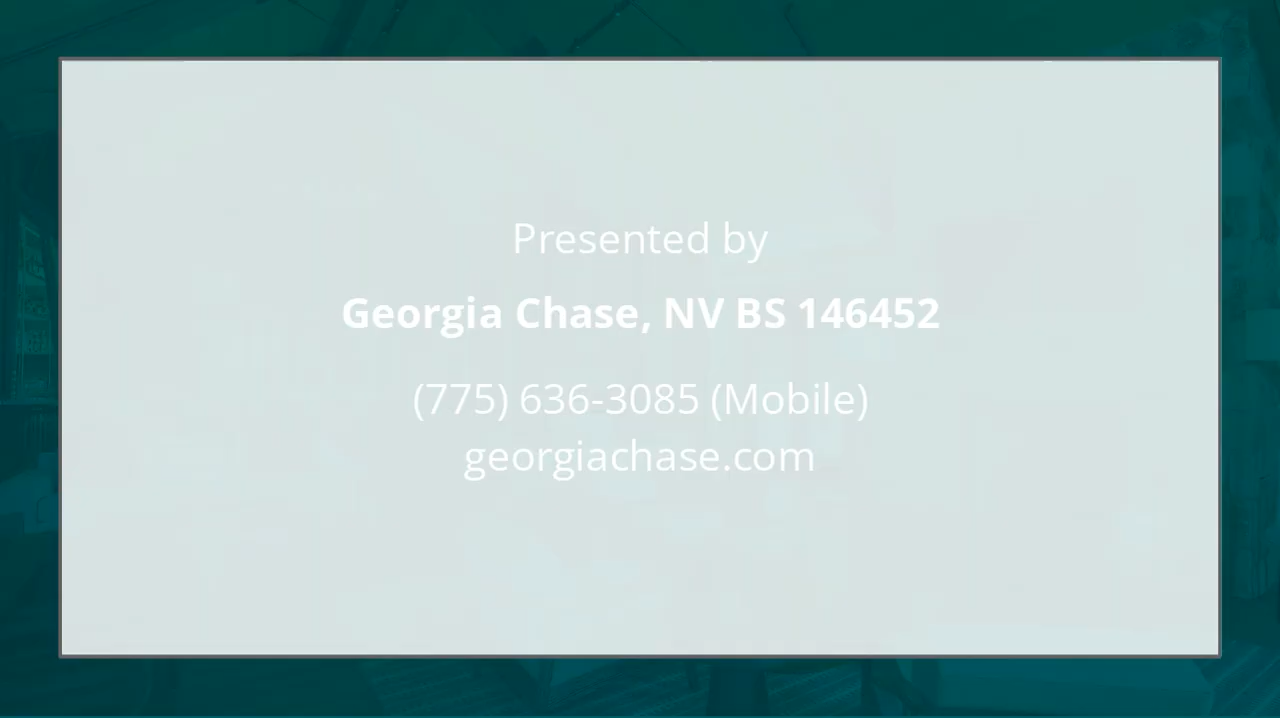 Presented by
Georgia Chase, NV BS 146452
(775) 636-3085 (Mobile)
georgiachase.com